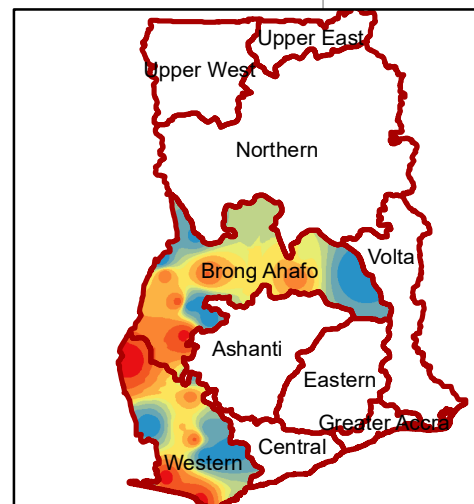 Upper East
Upper West
Northern
Volta
Brong Ahafo
Ashanti
Eastern
Greater Accra
Central
Western